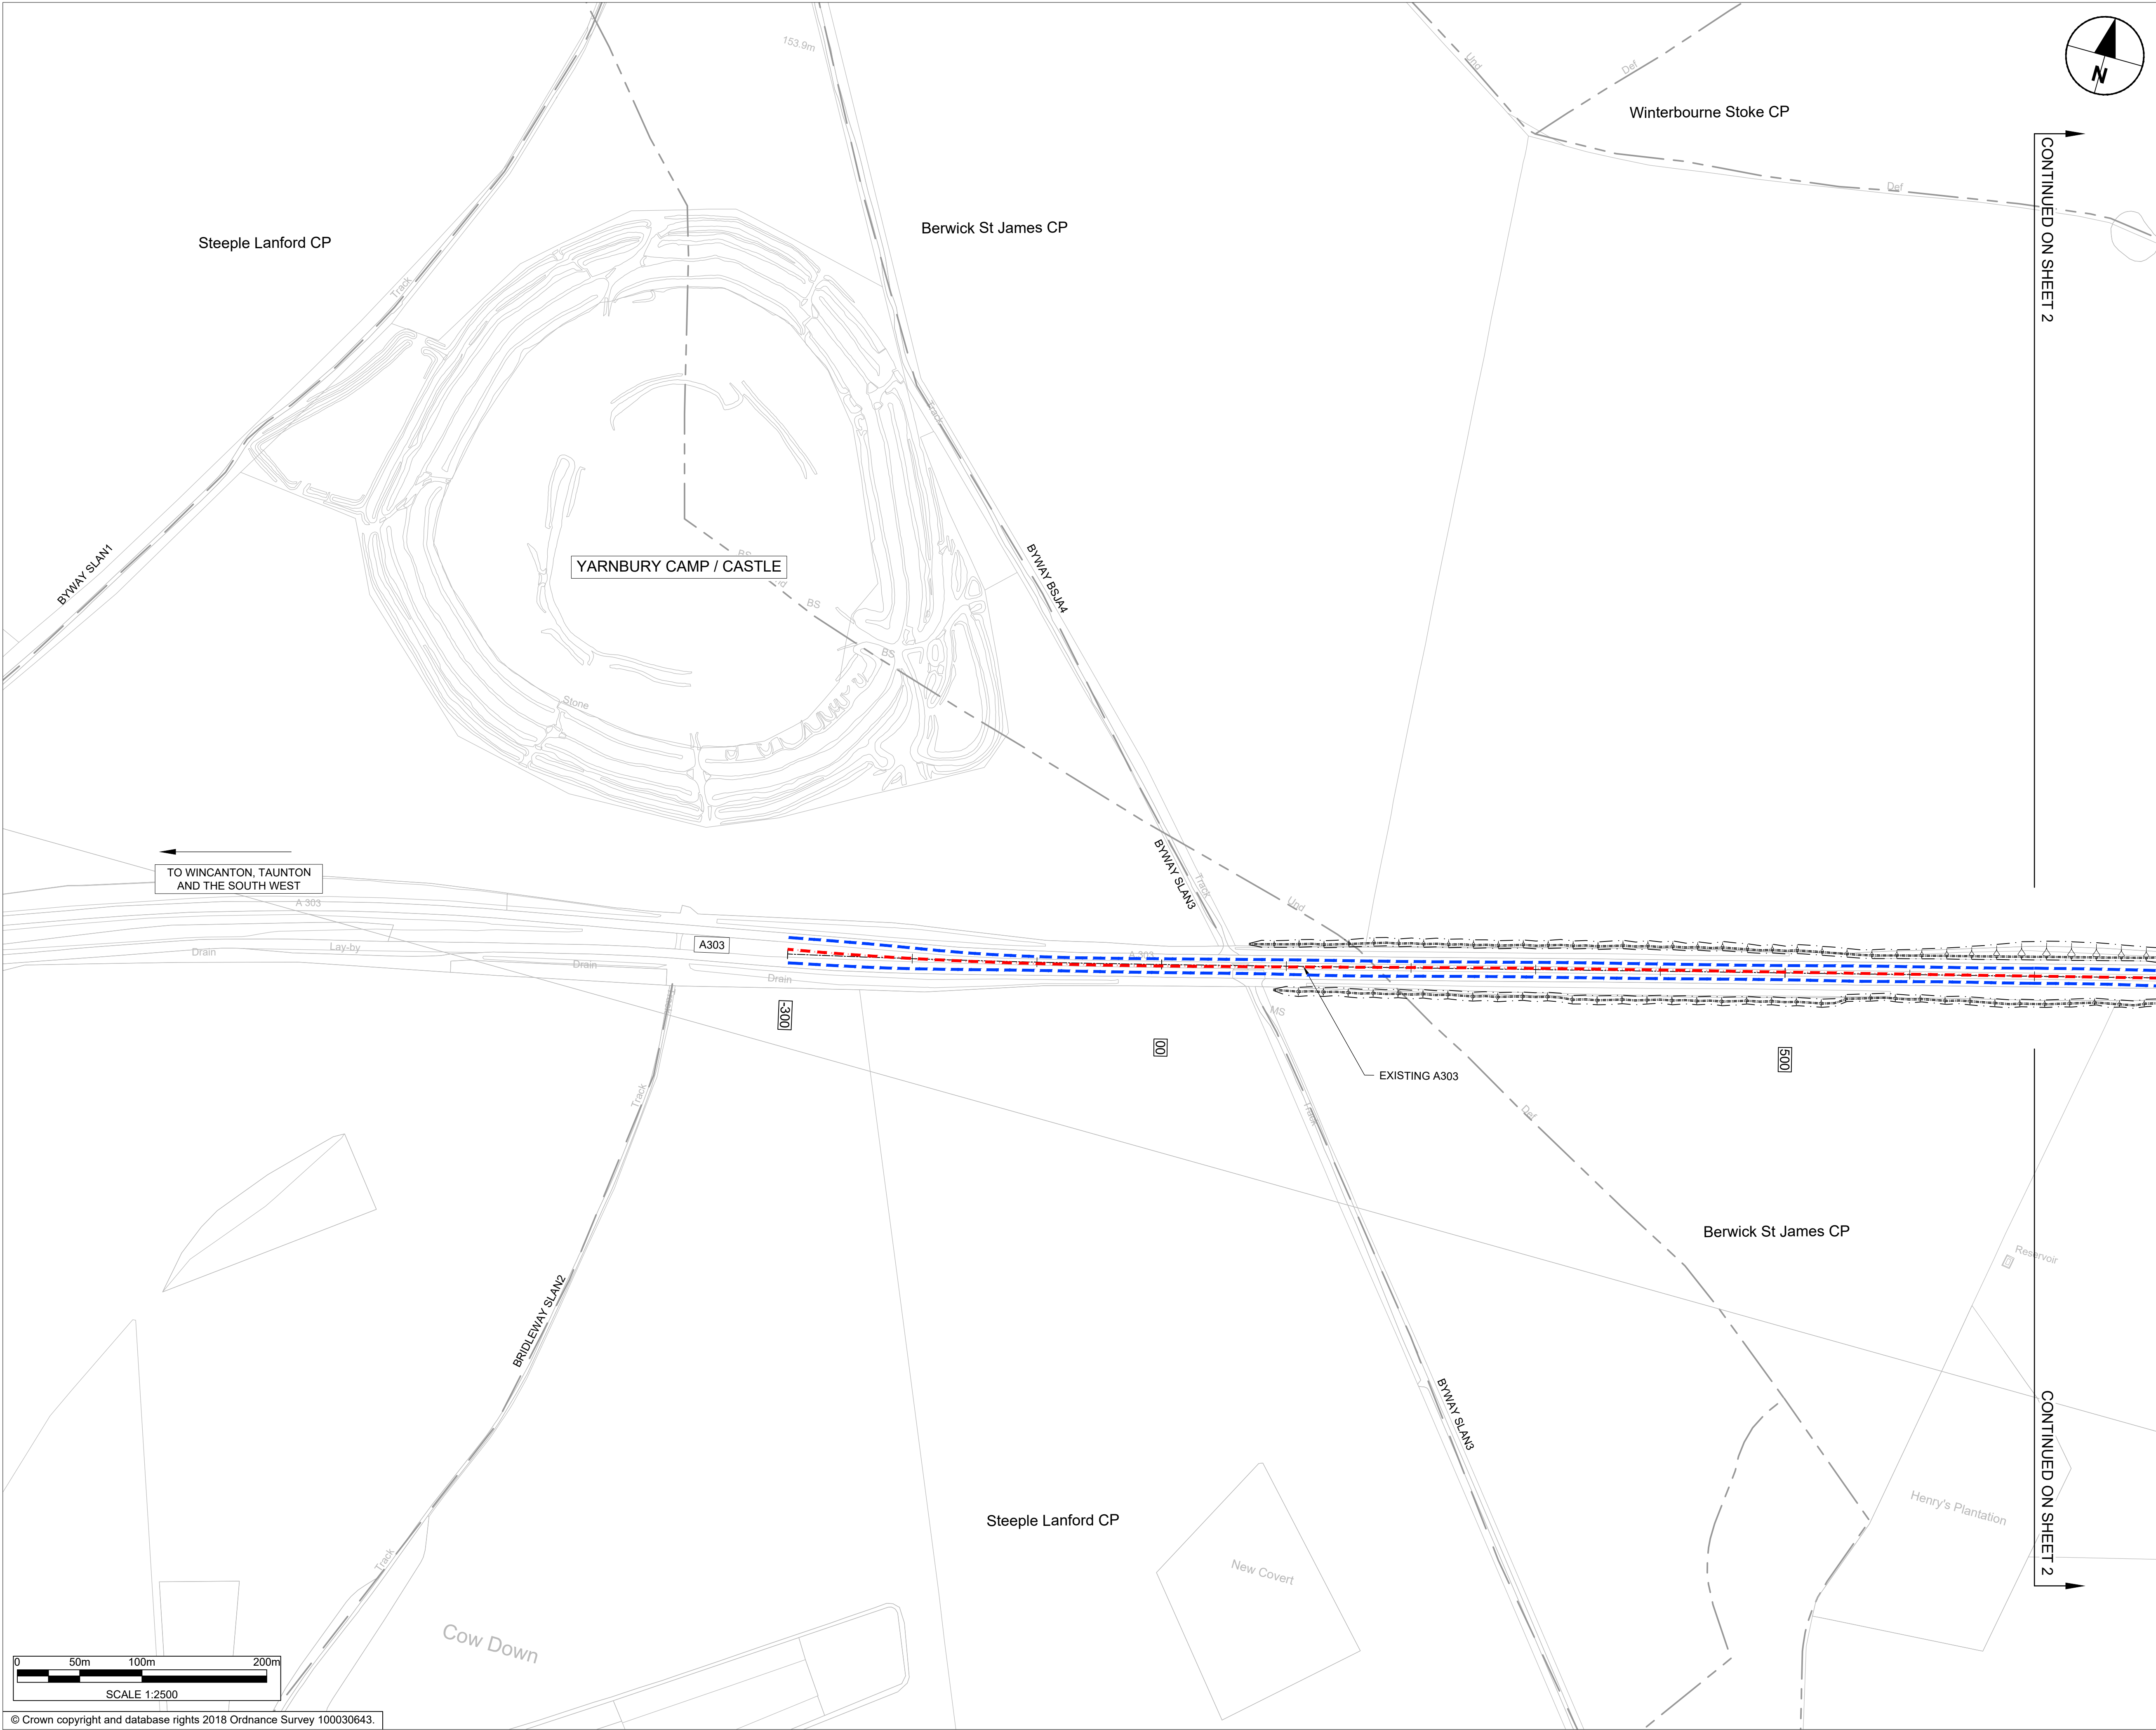 153.9m
Und
Def
N
Winterbourne Stoke CP
CONTINUED ON SHEET 2
Def
Steeple Lanford CP
Berwick St James CP
Track
Track
BYWAY SLAN1
BS
YARNBURY CAMP / CASTLE
BYWAY BSJA4
BS
BS
Stone
BYWAY SLAN3
Track
TO WINCANTON, TAUNTON
AND THE SOUTH WEST
A 303
Und
A303
Lay-by
Drain
A 303
Drain
Drain
-300
MS
00
500
EXISTING A303
Track
Track
Def
Berwick St James CP
Reservoir
BRIDLEWAY SLAN2
BYWAY SLAN3
CONTINUED ON SHEET 2
Henry's Plantation
Steeple Lanford CP
New Covert
Track
Cow Down
0 50m 100m 200m
SCALE 1:2500
© Crown copyright and database rights 2018 Ordnance Survey 100030643.